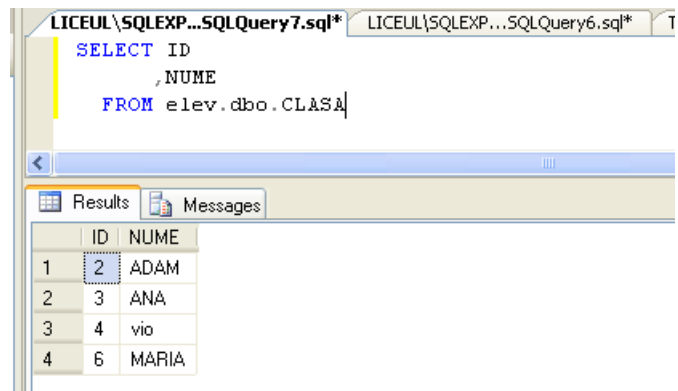 LICEUL\SQLEXP...SQLQuery7.sql* LICEUL\SQLEXP...SQLQuery6.sql*
SELECT ID
,NUME
FROM elev.dbo.CLASA
Results Messages
ID NUME
1 2 ADAM
2 3 ANA
3 4 vio
4 6 MARIA